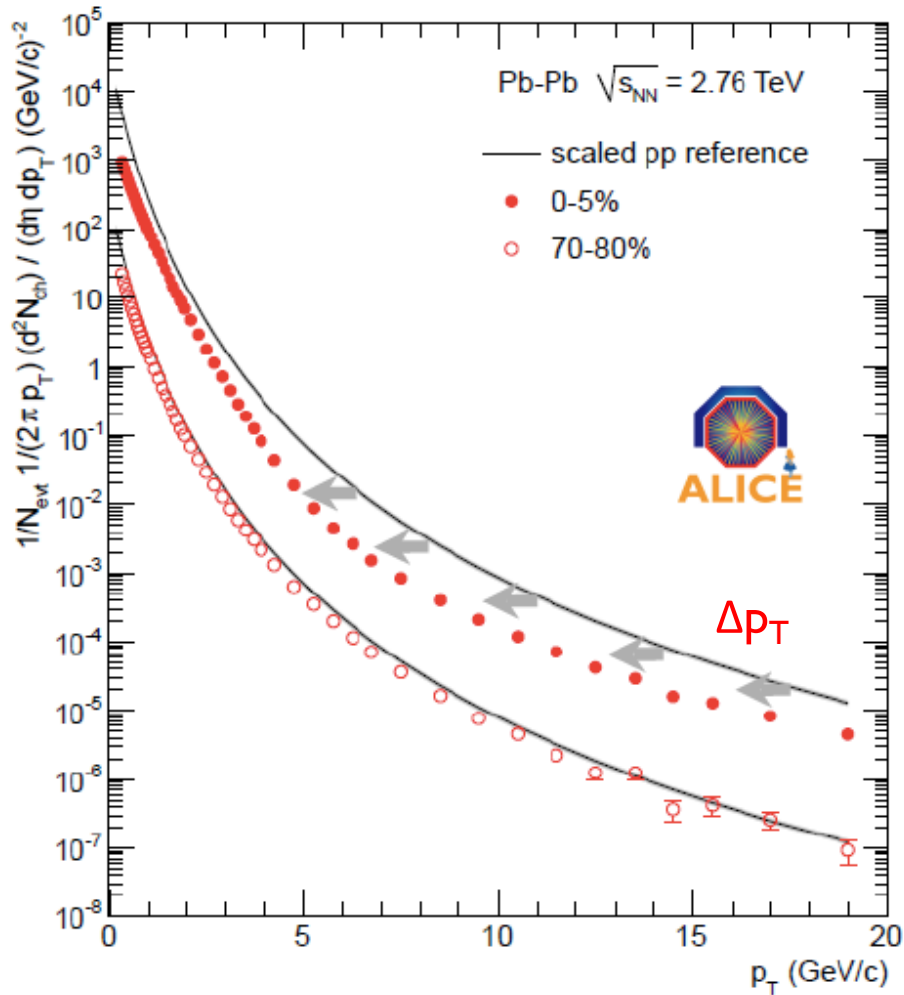 10^5
10^4
10^3
10^2
10
1
10^-1
10^-2
10^-3
10^-4
10^-5
10^-6
10^-7
10^-8
1/N_evt 1/(2π p_T) (d^2N_ch) / (dη dp_T) (GeV/c)^-2
Pb-Pb √s_NN = 2.76 TeV
scaled pp reference
0-5%
70-80%
ALICE
Δp_T
0 5 10 15 20
p_T (GeV/c)